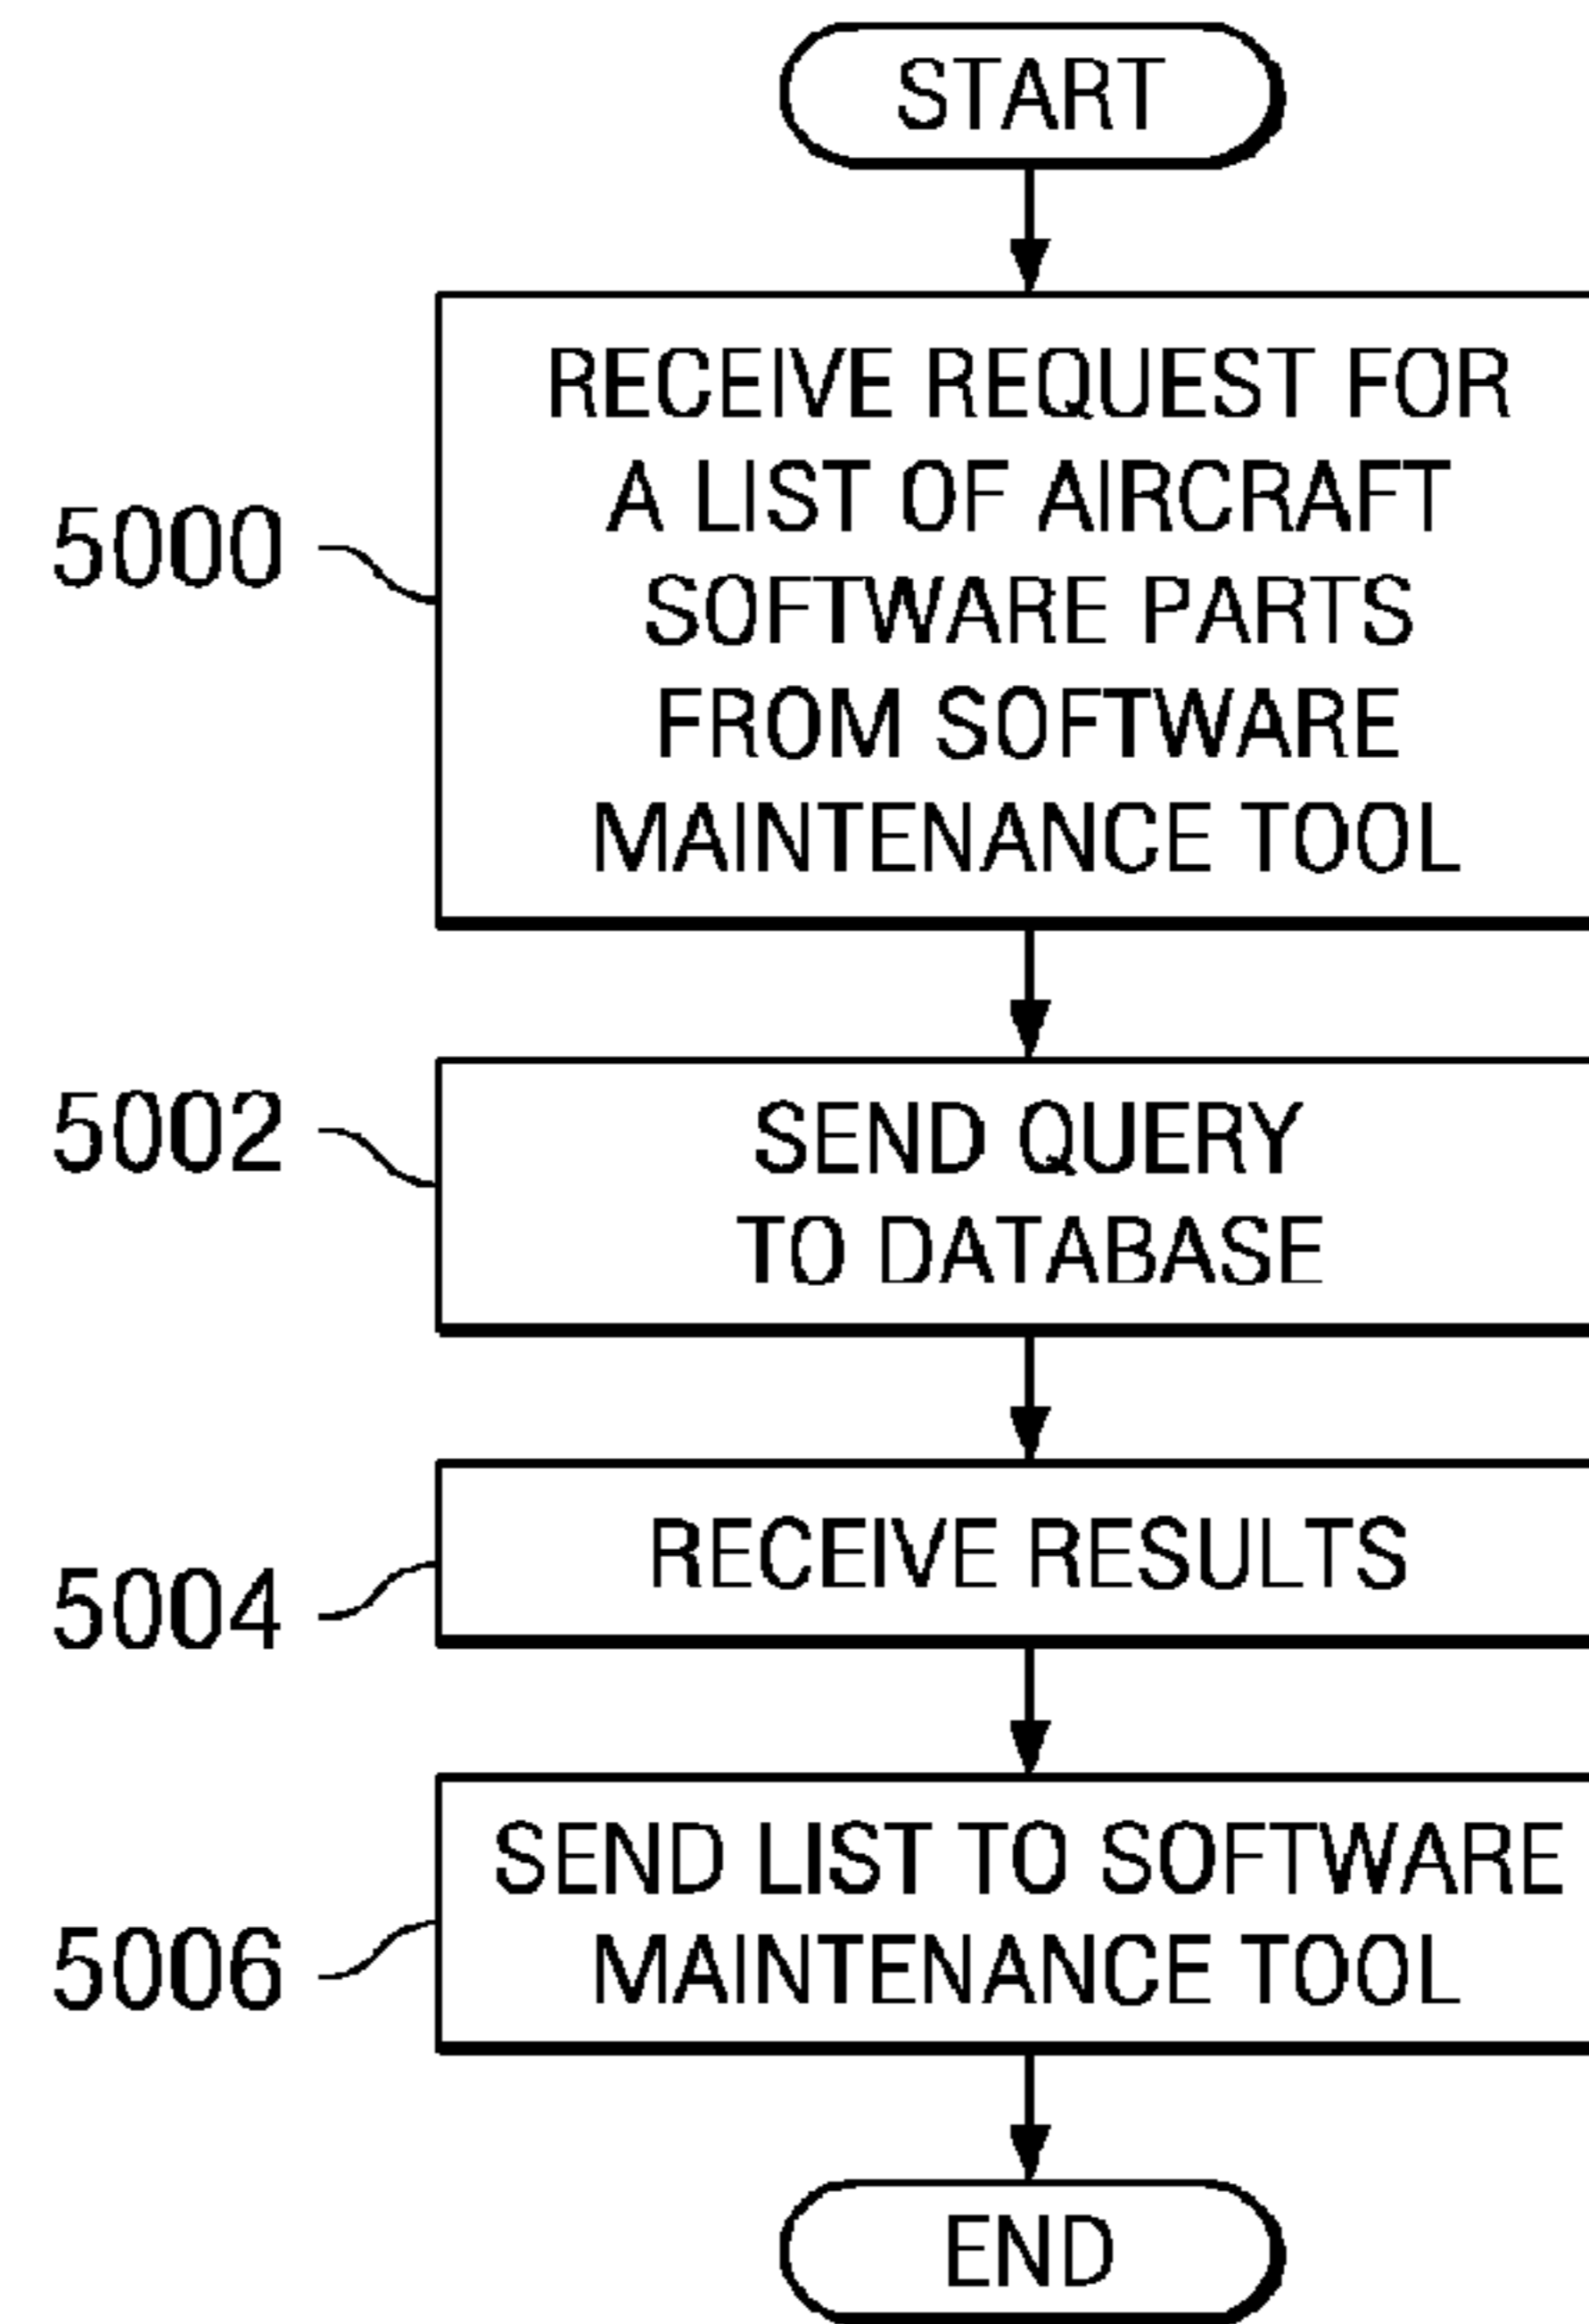 START
RECEIVE REQUEST FOR
A LIST OF AIRCRAFT
SOFTWARE PARTS
FROM SOFTWARE
MAINTENANCE TOOL
5000
SEND QUERY
TO DATABASE
5002
RECEIVE RESULTS
5004
SEND LIST TO SOFTWARE
MAINTENANCE TOOL
5006
END